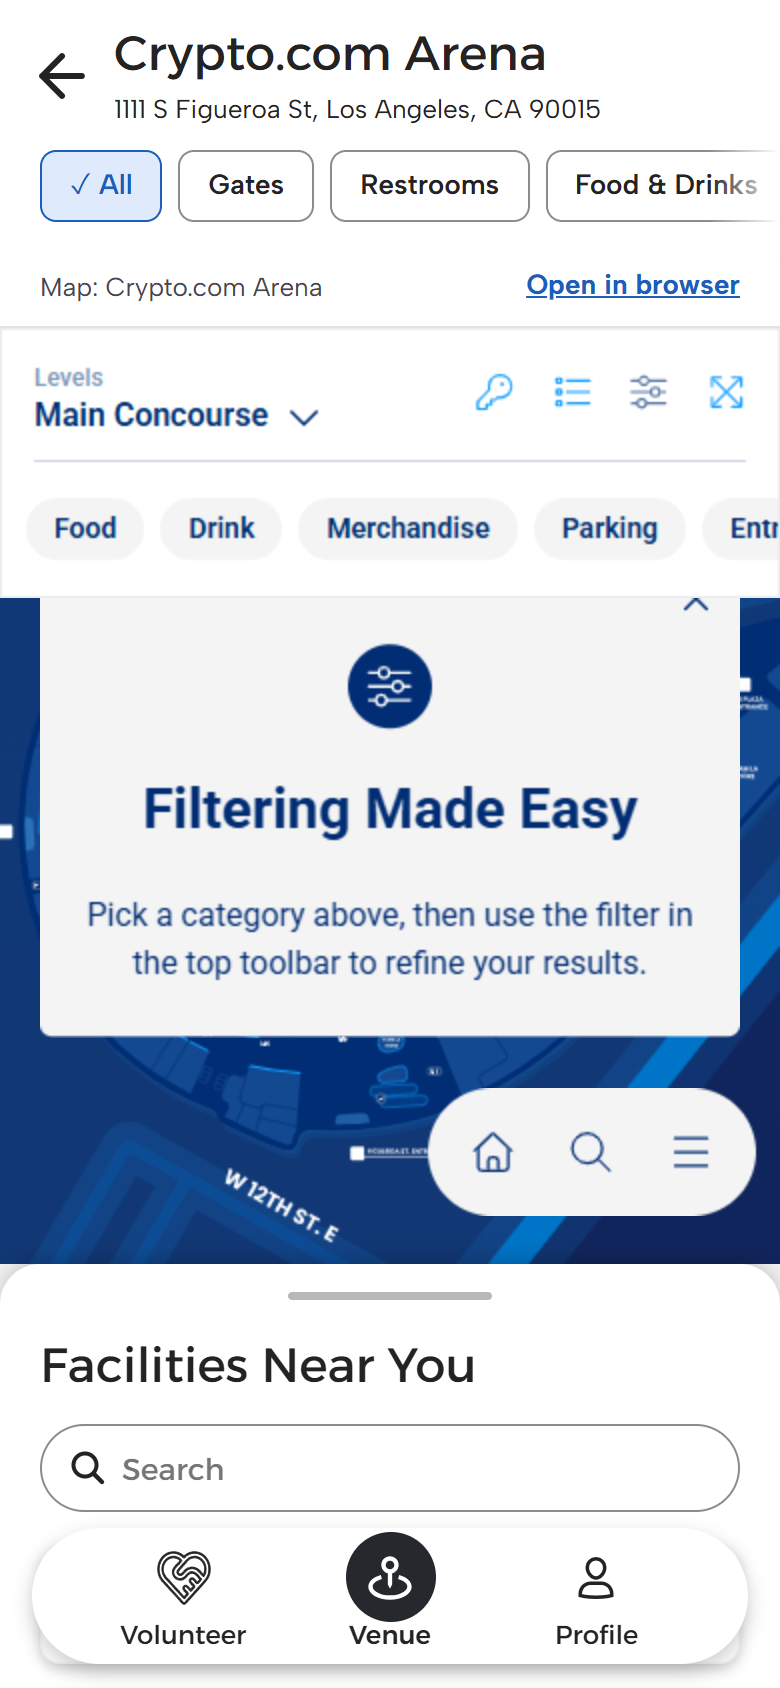 Crypto.com Arena
1111 S Figueroa St, Los Angeles, CA 90015
✓ All
Gates
Restrooms
Food & Drinks
Map: Crypto.com Arena
Open in browser
Levels
Main Concourse
Food
Drink
Merchandise
Parking
Entr
Filtering Made Easy
Pick a category above, then use the filter in
the top toolbar to refine your results.
W 12TH ST. E
Facilities Near You
Search
Volunteer
Venue
Profile